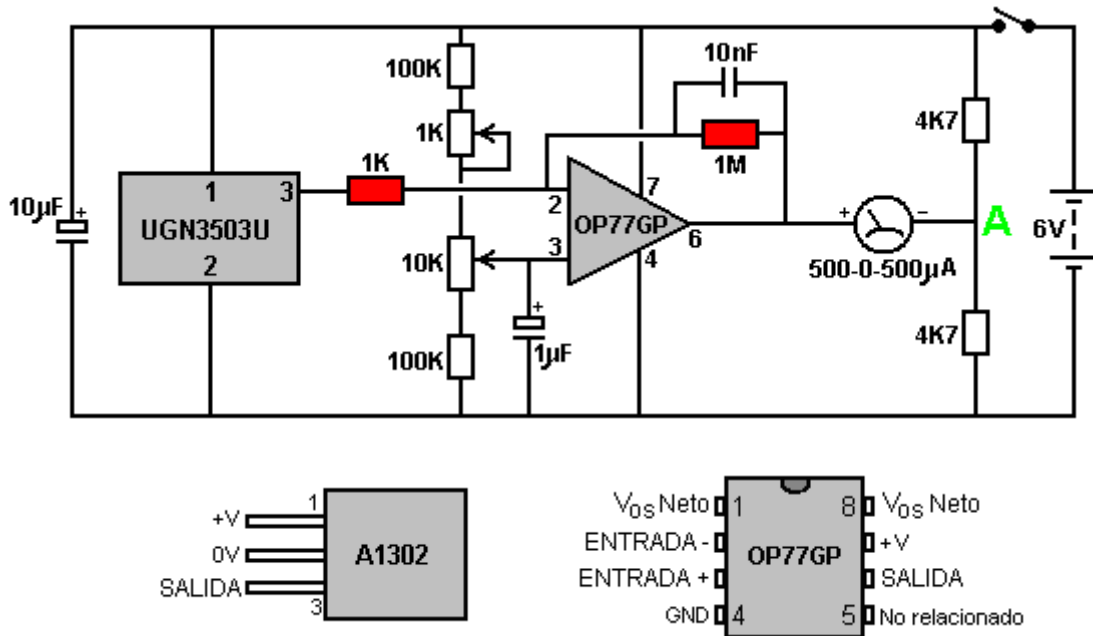 100K
10nF
1K
4K7
1K
1M
1
3
2
7
10µF
+
UGN3503U
OP77GP
+
−
A
6V
2
3
6
10K
4
500-0-500µA
+
100K
1µF
4K7
1
+V
0V
A1302
SALIDA
3
VOS Neto
1
8
VOS Neto
ENTRADA -
+V
OP77GP
ENTRADA +
SALIDA
GND
4
5
No relacionado